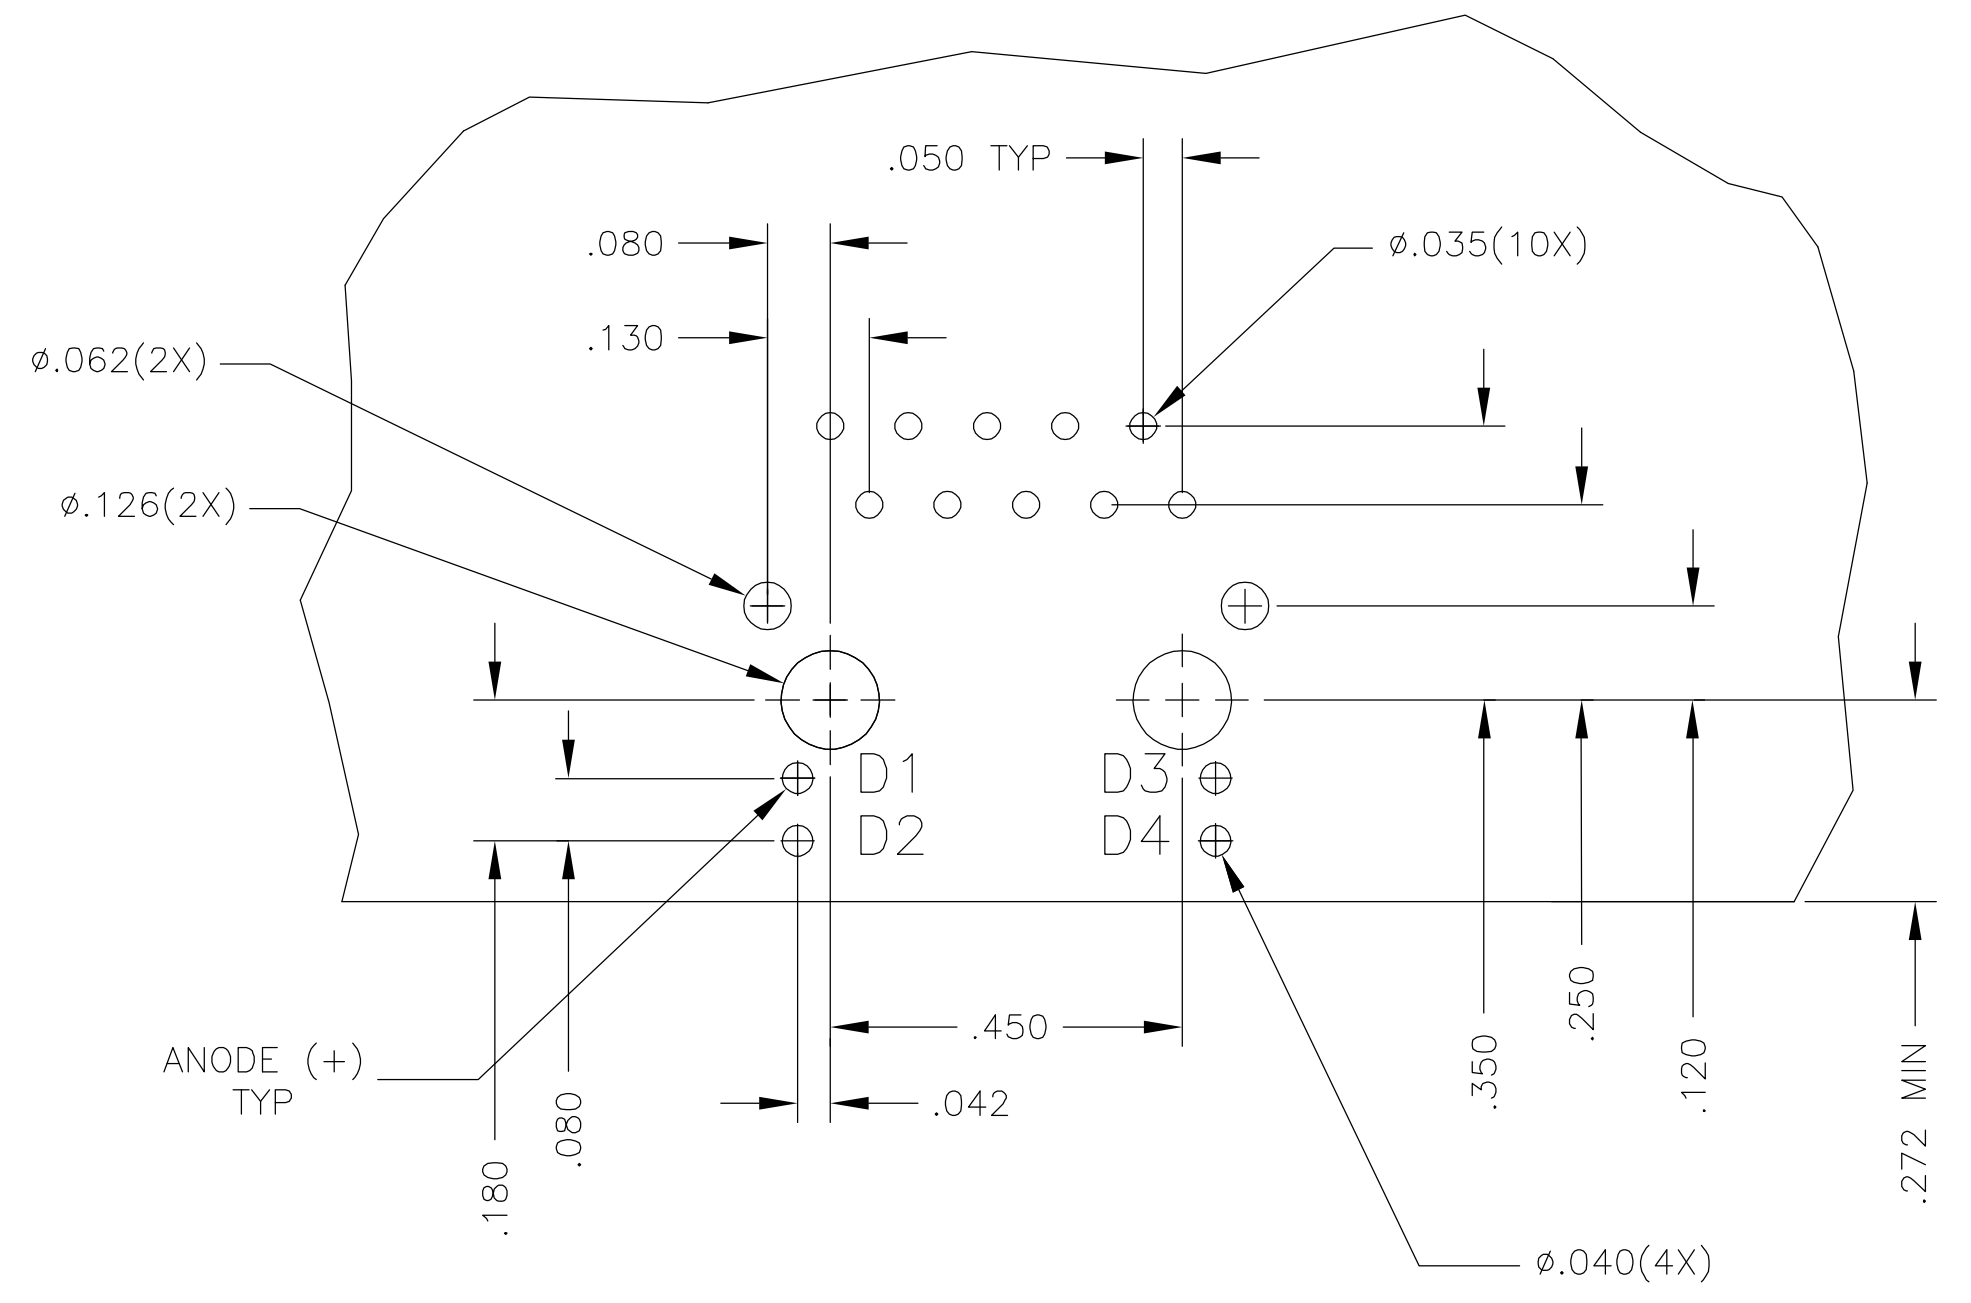 .050 TYP
.080
ø.035(10X)
.130
ø.062(2X)
ø.126(2X)
D1
D3
D2
D4
.250
.450
.350
.120
ANODE (+)
TYP
.042
.080
.272 MIN
.180
ø.040(4X)